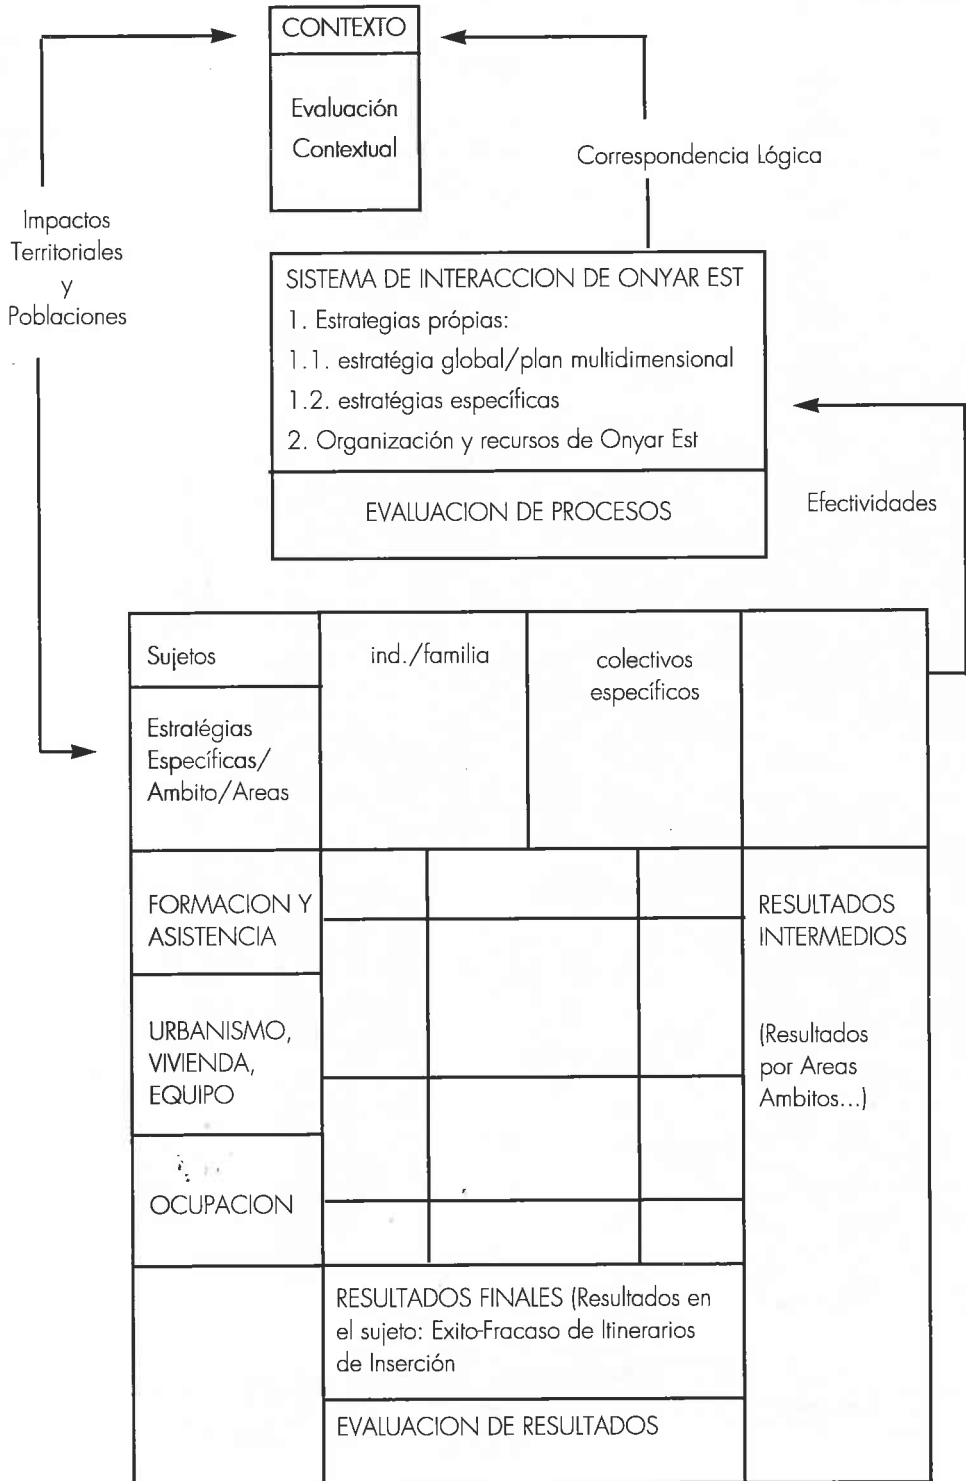 CONTEXTO
Evaluación
Contextual
Correspondencia Lógica
Impactos
Territoriales
y
Poblaciones
SISTEMA DE INTERACCION DE ONYAR EST
1. Estrategias própias:
1.1. estratégia global/plan multidimensional
1.2. estratégias específicas
2. Organización y recursos de Onyar Est
EVALUACION DE PROCESOS
Efectividades
Sujetos
ind./familia
colectivos
específicos
Estratégias
Específicas/
Ambito/Areas
FORMACION Y
ASISTENCIA
RESULTADOS
INTERMEDIOS
URBANISMO,
VIVIENDA,
EQUIPO
(Resultados
por Areas
Ambitos...)
OCUPACION
RESULTADOS FINALES (Resultados en
el sujeto: Exito-Fracaso de Itinerarios
de Inserción
EVALUACION DE RESULTADOS